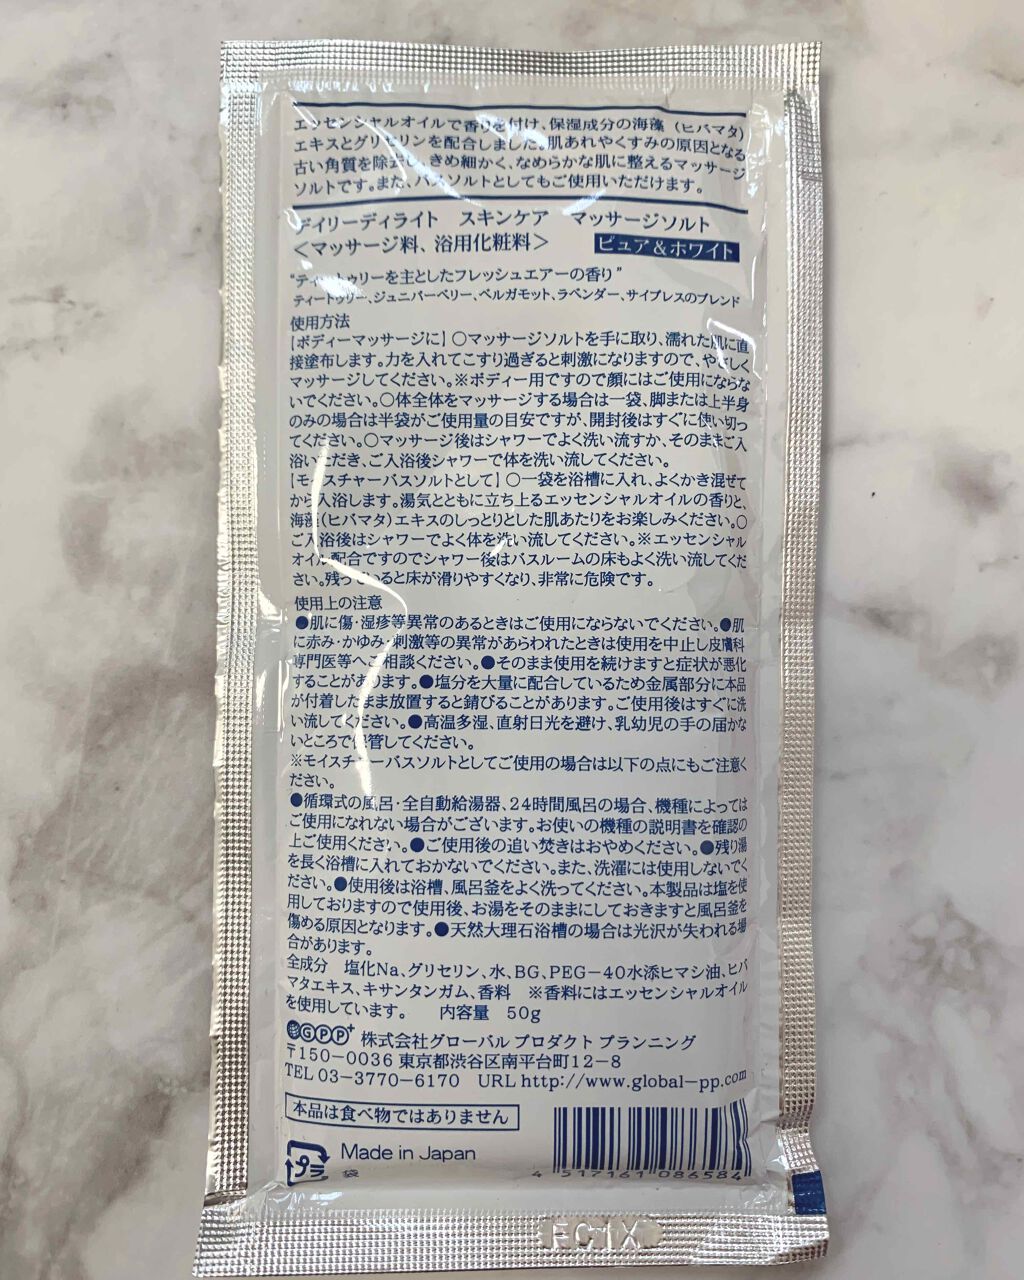 エッセンシャルオイルで香りを付け、保湿成分の海藻（ヒバマタ）
エキスとグリセリンを配合しました。肌あれやくすみの原因となる
古い角質を除去し、きめ細かく、なめらかな肌に整えるマッサージ
ソルトです。また、バスソルトとしてもご使用いただけます。
デイリーディライト　スキンケア　マッサージソルト
＜マッサージ料、浴用化粧料＞　ピュア＆ホワイト
“ティートゥリーを主としたフレッシュエアーの香り”
ティートゥリー、ジュニパーベリー、ベルガモット、ラベンダー、サイプレスのブレンド
使用方法
【ボディーマッサージに】○マッサージソルトを手に取り、濡れた肌に直
接塗布します。力を入れてこすり過ぎると刺激になりますので、やさしく
マッサージしてください。※ボディー用ですので顔にはご使用にならな
いでください。○体全体をマッサージする場合は一袋、脚または上半身
のみの場合は半袋がご使用量の目安ですが、開封後はすぐに使い切っ
てください。○マッサージ後はシャワーでよく洗い流すか、そのままご入
浴いただき、ご入浴後シャワーで体を洗い流してください。
【モイスチャーバスソルトとして】○一袋を浴槽に入れ、よくかき混ぜて
から入浴します。湯気とともに立ち上るエッセンシャルオイルの香りと、
海藻（ヒバマタ）エキスのしっとりとした肌あたりをお楽しみください。○
ご入浴後はシャワーでよく体を洗い流してください。※エッセンシャル
オイル配合ですのでシャワー後はバスルームの床もよく洗い流してくだ
さい。残っていると床が滑りやすくなり、非常に危険です。
使用上の注意
●肌に傷・湿疹等異常のあるときはご使用にならないでください。●肌
に赤み・かゆみ・刺激等の異常があらわれたときは使用を中止し皮膚科
専門医等へご相談ください。●そのまま使用を続けますと症状が悪化
することがあります。●塩分を大量に配合しているため金属部分に本品
が付着したまま放置すると錆びることがあります。ご使用後はすぐに洗
い流してください。●高温多湿、直射日光を避け、乳幼児の手の届かな
いところで保管してください。
※モイスチャーバスソルトとしてご使用の場合は以下の点にもご注意く
ださい。
●循環式の風呂・全自動給湯器、24時間風呂の場合、機種によっては
ご使用になれない場合がございます。お使いの機種の説明書を確認の
上ご使用ください。●ご使用後の追い焚きはおやめください。●残り湯
を長く浴槽に入れておかないでください。また、洗濯には使用しないでく
ださい。●使用後は浴槽、風呂釜をよく洗ってください。本製品は塩を使
用しておりますので使用後、お湯をそのままにしておきますと風呂釜を
傷める原因となります。●天然大理石浴槽の場合は光沢が失われる場
合があります。
全成分　塩化Na、グリセリン、水、BG、PEG－40水添ヒマシ油、ヒバ
マタエキス、キサンタンガム、香料　※香料にはエッセンシャルオイル
を使用しています。　内容量　50g
GPP+ 株式会社グローバル プロダクト プランニング
〒150－0036 東京都渋谷区南平台町12－8
TEL 03－3770－6170　URL http://www.global-pp.com
本品は食べ物ではありません
プラ Made in Japan
袋
4 517161 086584
FC1X